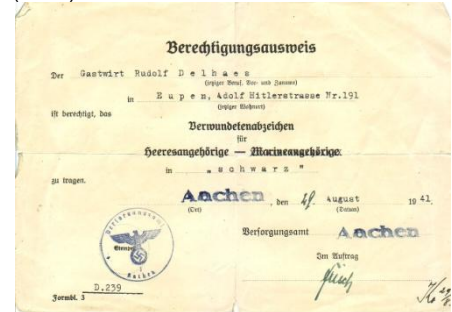 Berechtigungsausweis
Der Gastwirt Rudolf Delhaes
(jetziger Beruf, Vor- und Zuname)
in Eupen, Adolf Hitlerstrasse Nr.191
(jetziger Wohnort)
ist berechtigt, das
Verwundetenabzeichen
für
Heeresangehörige — Marineangehörige
in „schwarz"
zu tragen.
Aachen, den 29. August 1941.
(Ort) (Datum)
Versorgungsamt Aachen
Stempel
Im Auftrag
Aachen
D.239
Formbl. 3